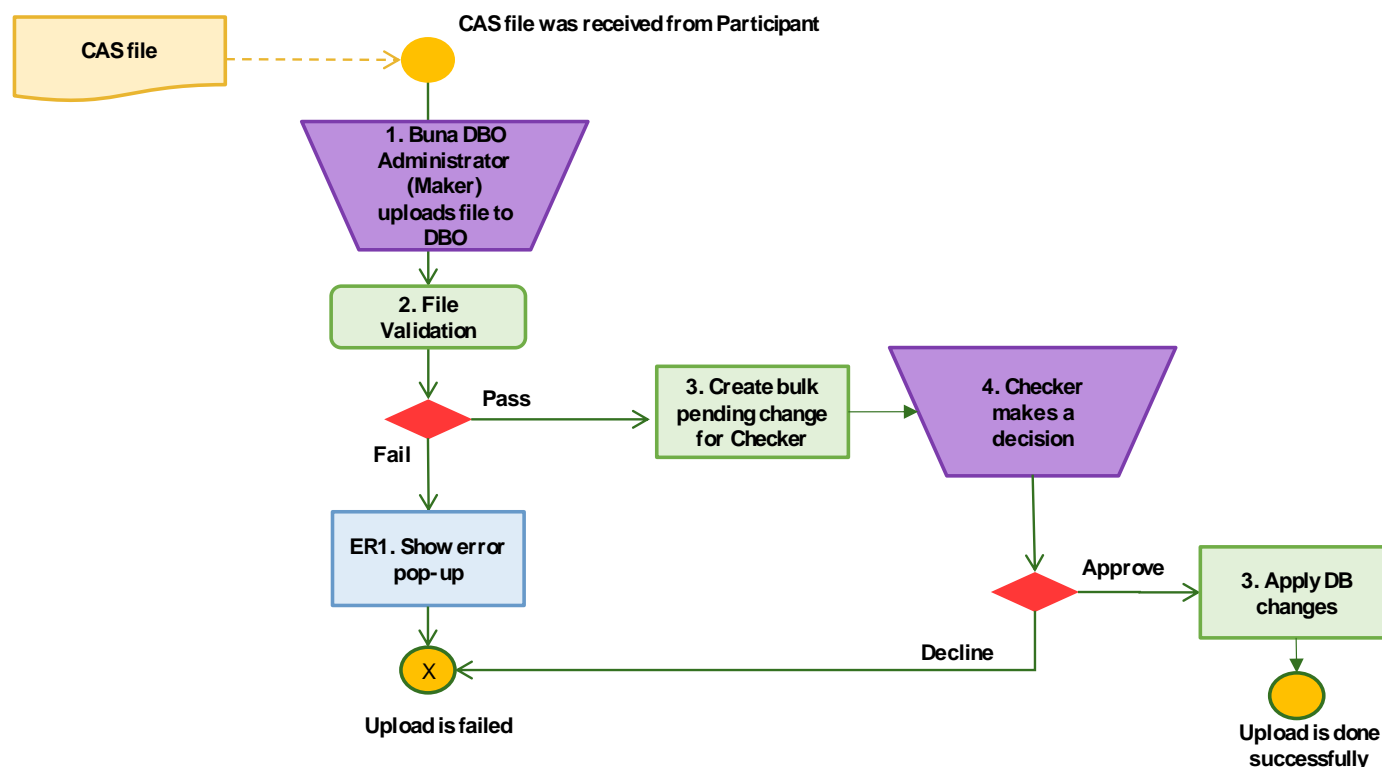 CAS file was received from Participant
CAS file
1. Buna DBO
Administrator
(Maker)
uploads file to
DBO
2. File
Validation
Pass
3. Create bulk
pending change
for Checker
4. Checker
makes a
decision
Fail
ER1. Show error
pop-up
Approve
3. Apply DB
changes
Decline
X
Upload is failed
Upload is done
successfully